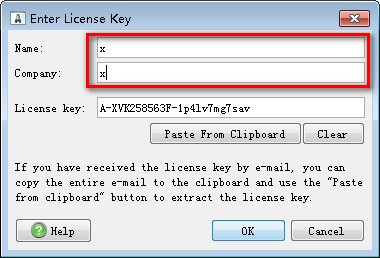 Enter License Key
Name: x
Company: x
License key: A-XVK258563F-1p4lv7mg7sav
Paste From Clipboard Clear
If you have received the license key by e-mail, you can
copy the entire e-mail to the clipboard and use the "Paste
from clipboard" button to extract the license key.
Help OK Cancel